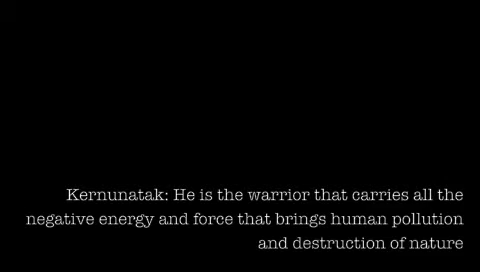 Kernunatak: He is the warrior that carries all the
negative energy and force that brings human pollution
and destruction of nature